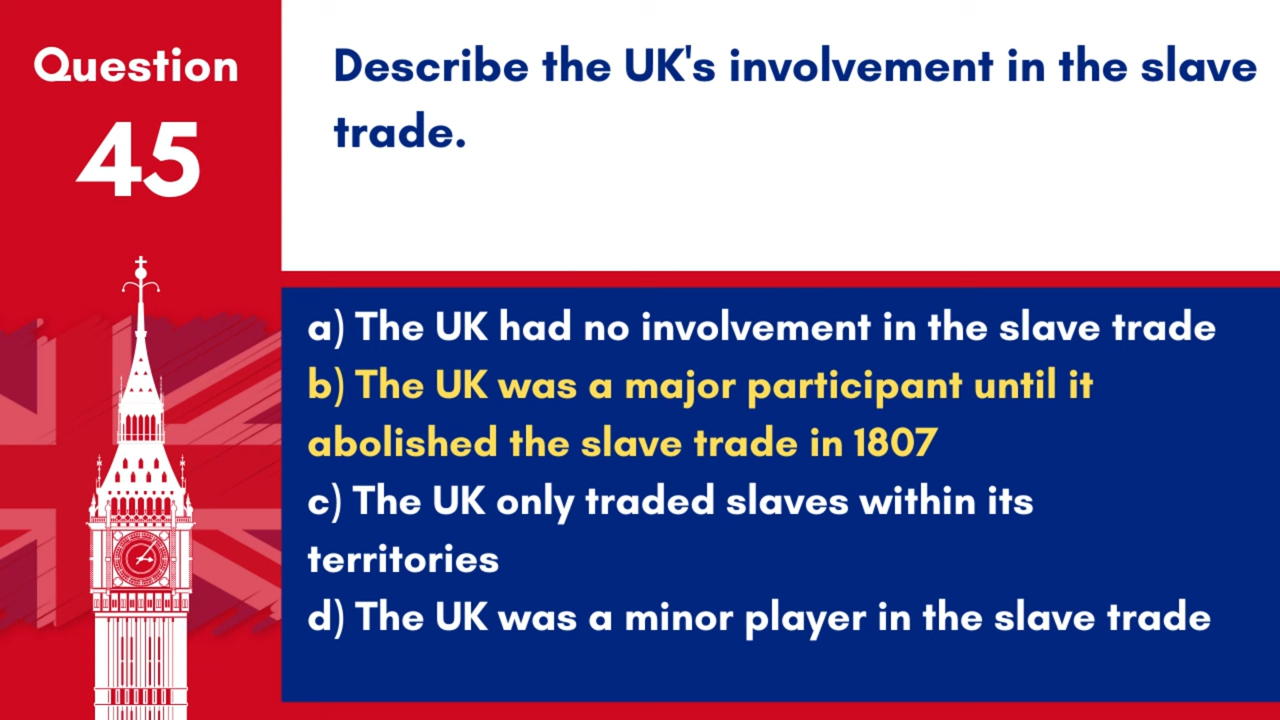 Question
45
Describe the UK's involvement in the slave
trade.
a) The UK had no involvement in the slave trade
b) The UK was a major participant until it
abolished the slave trade in 1807
c) The UK only traded slaves within its
territories
d) The UK was a minor player in the slave trade